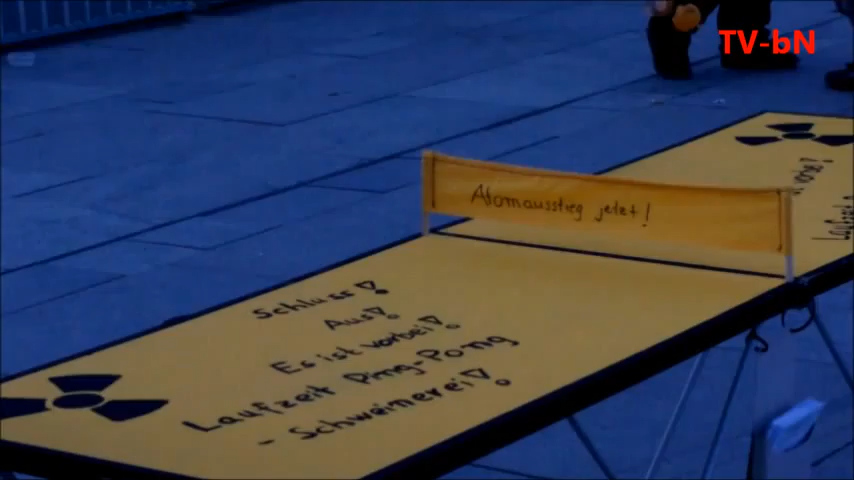 TV-bN
Atomausstieg jetzt!
Schluss!
Aus!
Es ist vorbei!
Laufzeit Ping-Pong
- Schweinerei!